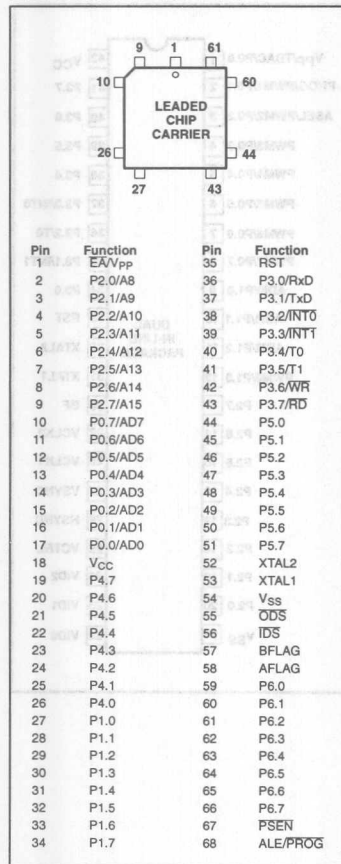 9 1 61
10 60
LEADED
CHIP
CARRIER
26 44
27 43
Pin Function Pin Function
1 E̅A̅/VPP 35 RST
2 P2.0/A8 36 P3.0/RxD
3 P2.1/A9 37 P3.1/TxD
4 P2.2/A10 38 P3.2/I̅N̅T̅0̅
5 P2.3/A11 39 P3.3/I̅N̅T̅1̅
6 P2.4/A12 40 P3.4/T0
7 P2.5/A13 41 P3.5/T1
8 P2.6/A14 42 P3.6/W̅R̅
9 P2.7/A15 43 P3.7/R̅D̅
10 P0.7/AD7 44 P5.0
11 P0.6/AD6 45 P5.1
12 P0.5/AD5 46 P5.2
13 P0.4/AD4 47 P5.3
14 P0.3/AD3 48 P5.4
15 P0.2/AD2 49 P5.5
16 P0.1/AD1 50 P5.6
17 P0.0/AD0 51 P5.7
18 VCC 52 XTAL2
19 P4.7 53 XTAL1
20 P4.6 54 VSS
21 P4.5 55 O̅D̅S̅
22 P4.4 56 I̅D̅S̅
23 P4.3 57 BFLAG
24 P4.2 58 AFLAG
25 P4.1 59 P6.0
26 P4.0 60 P6.1
27 P1.0 61 P6.2
28 P1.1 62 P6.3
29 P1.2 63 P6.4
30 P1.3 64 P6.5
31 P1.4 65 P6.6
32 P1.5 66 P6.7
33 P1.6 67 P̅S̅E̅N̅
34 P1.7 68 ALE/P̅R̅O̅G̅